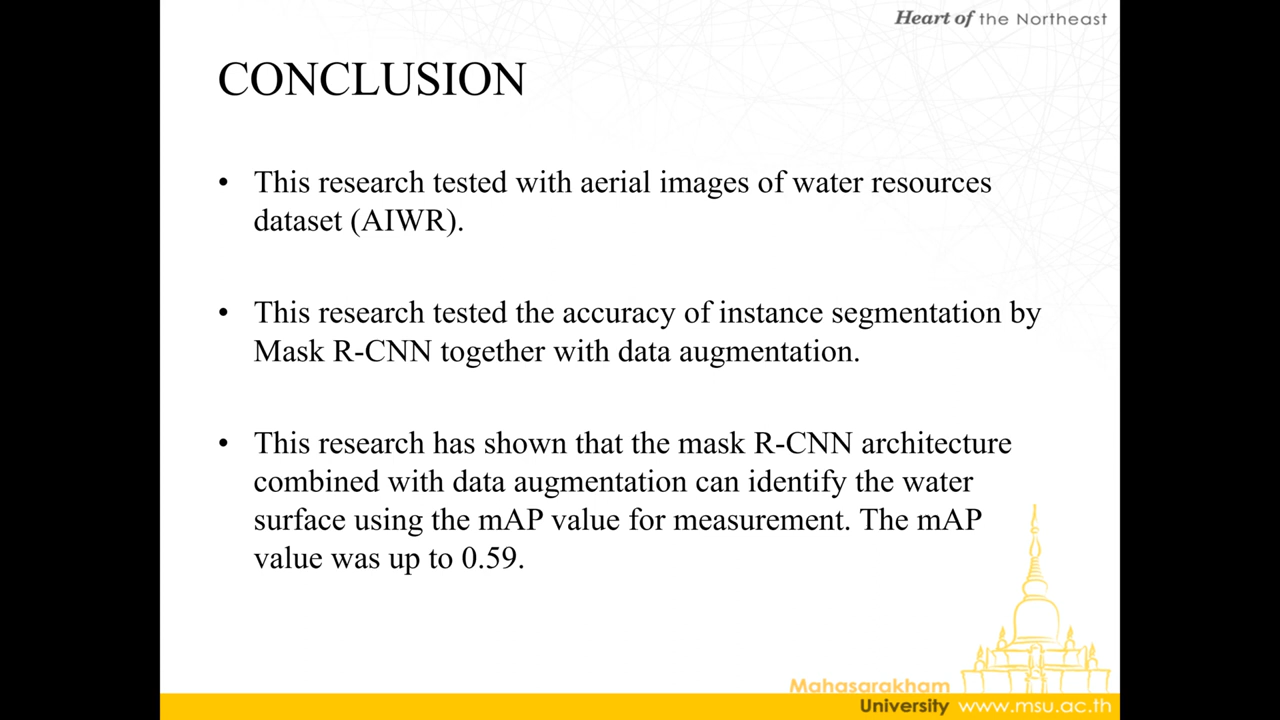 Heart of the Northeast
CONCLUSION
• This research tested with aerial images of water resources
dataset (AIWR).
• This research tested the accuracy of instance segmentation by
Mask R-CNN together with data augmentation.
• This research has shown that the mask R-CNN architecture
combined with data augmentation can identify the water
surface using the mAP value for measurement. The mAP
value was up to 0.59.
Mahasarakham
University www.msu.ac.th